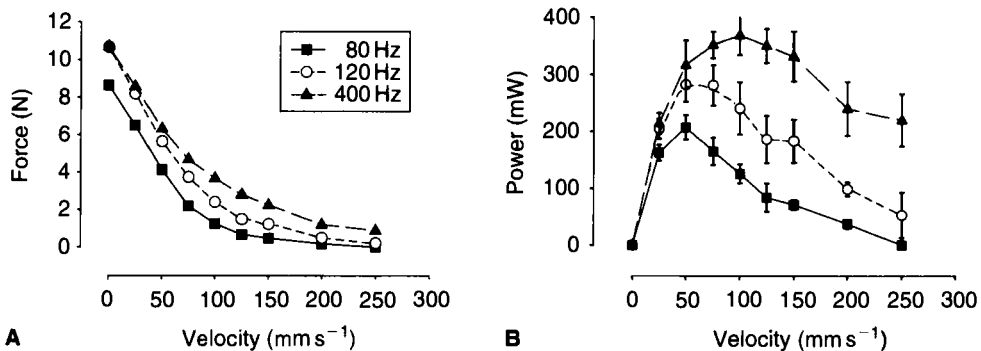 12
10
8
6
4
2
0
Force (N)
80 Hz
120 Hz
400 Hz
0 50 100 150 200 250 300
Velocity (mm s⁻¹)
A
400
300
200
100
0
Power (mW)
0 50 100 150 200 250 300
Velocity (mm s⁻¹)
B